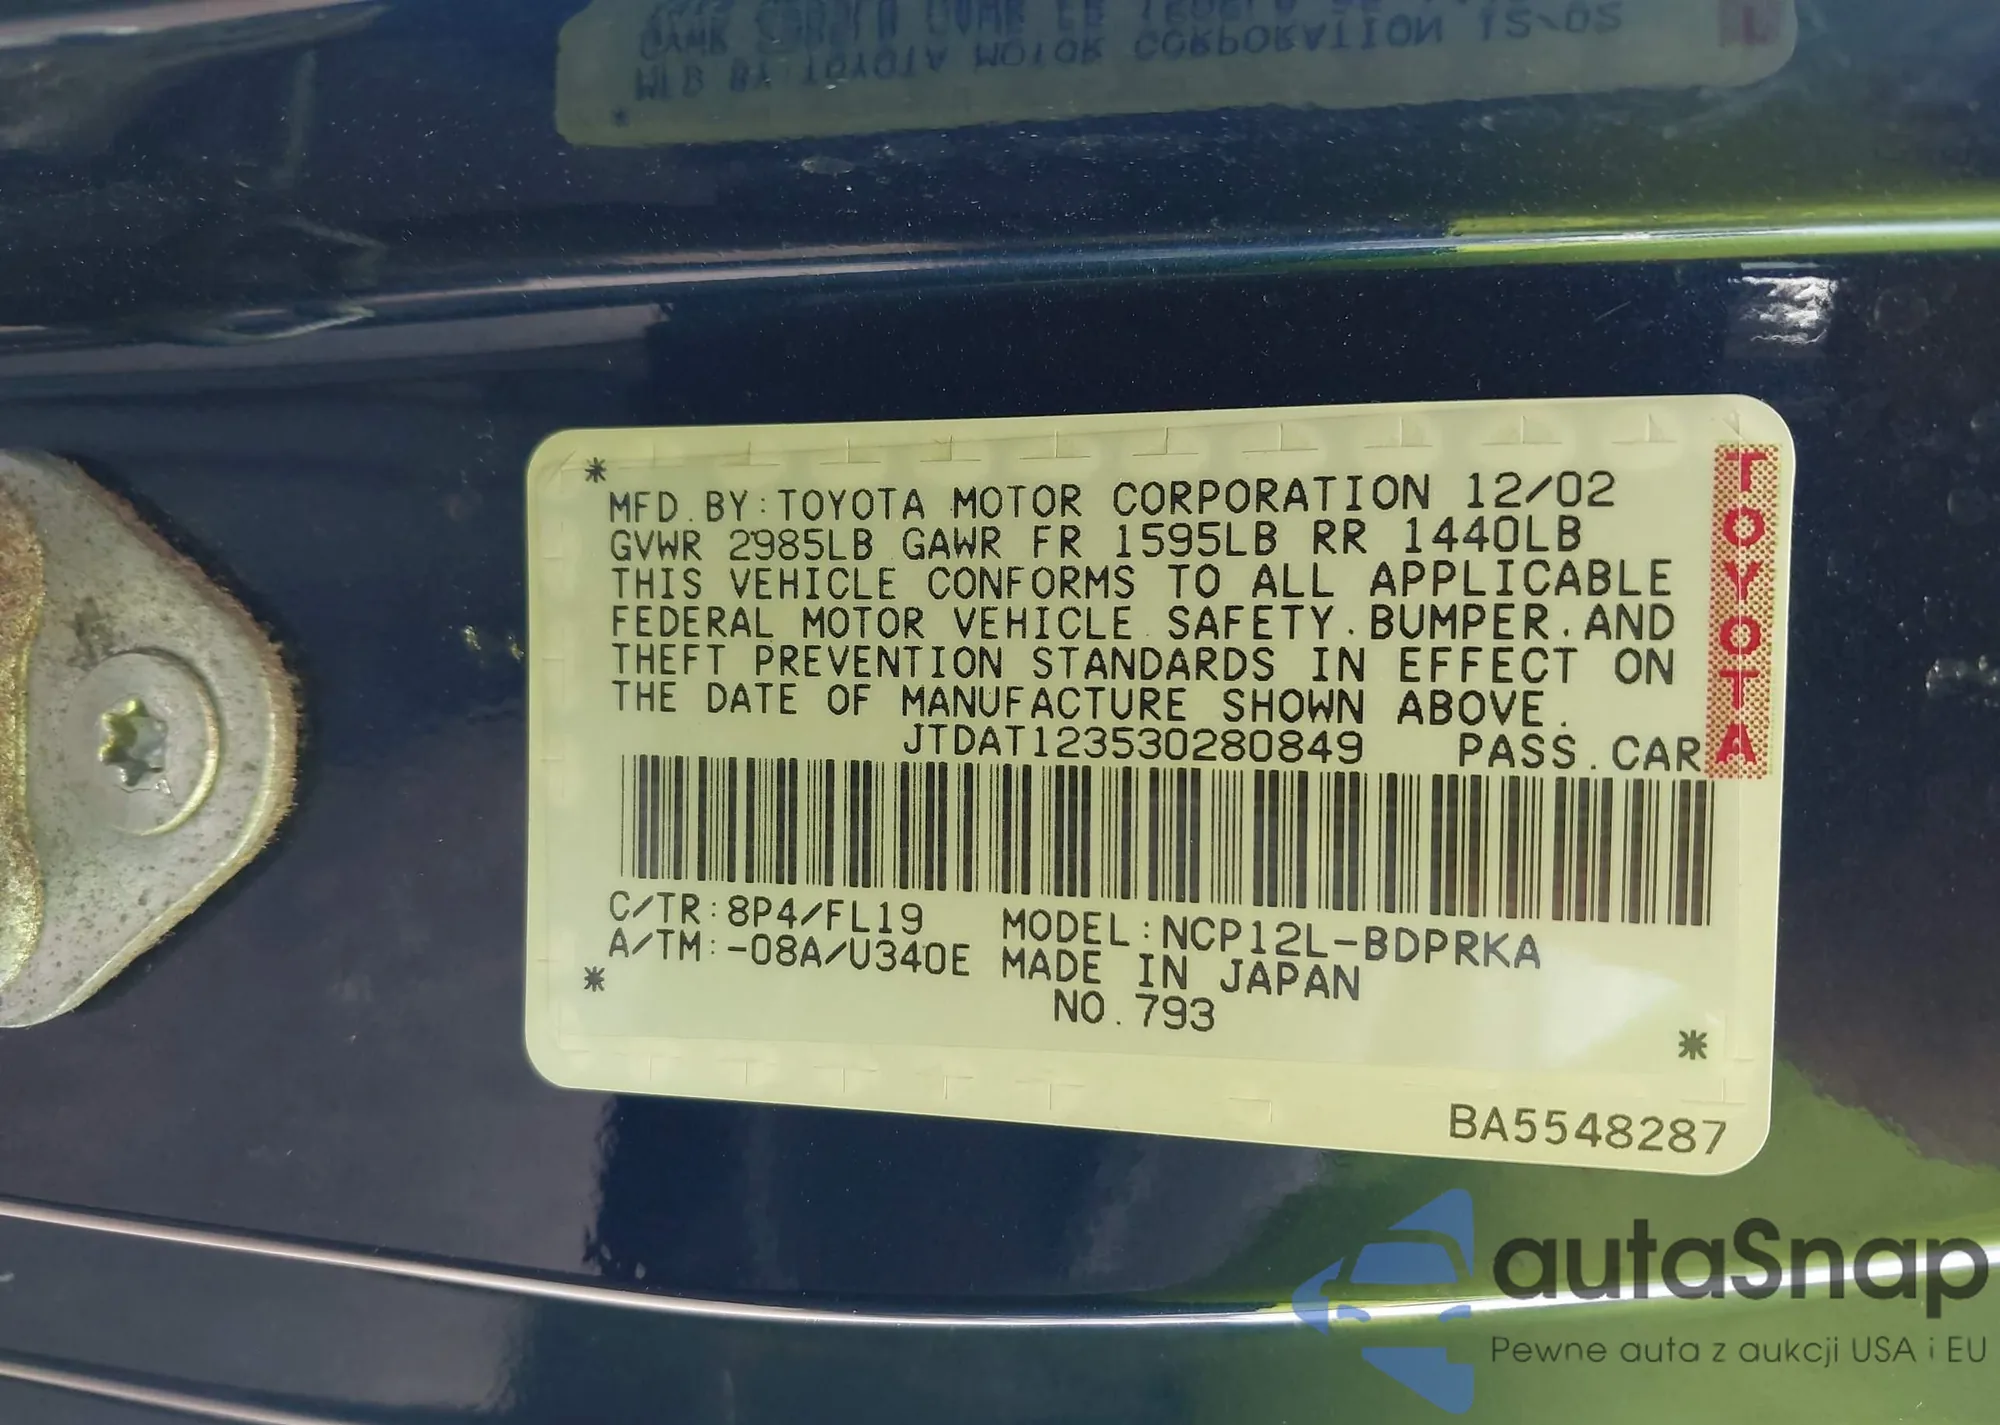 MFD.BY:TOYOTA MOTOR CORPORATION 12/02
GVWR 2985LB GAWR FR 1595LB RR 1440LB
THIS VEHICLE CONFORMS TO ALL APPLICABLE
FEDERAL MOTOR VEHICLE SAFETY.BUMPER.AND
THEFT PREVENTION STANDARDS IN EFFECT ON
THE DATE OF MANUFACTURE SHOWN ABOVE.
JTDAT123530280849 PASS.CAR
TOYOTA
C/TR:8P4/FL19 MODEL:NCP12L-BDPRKA
A/TM:-08A/U340E MADE IN JAPAN
NO.793
BA5548287
autaSnap
Pewne auta z aukcji USA i EU